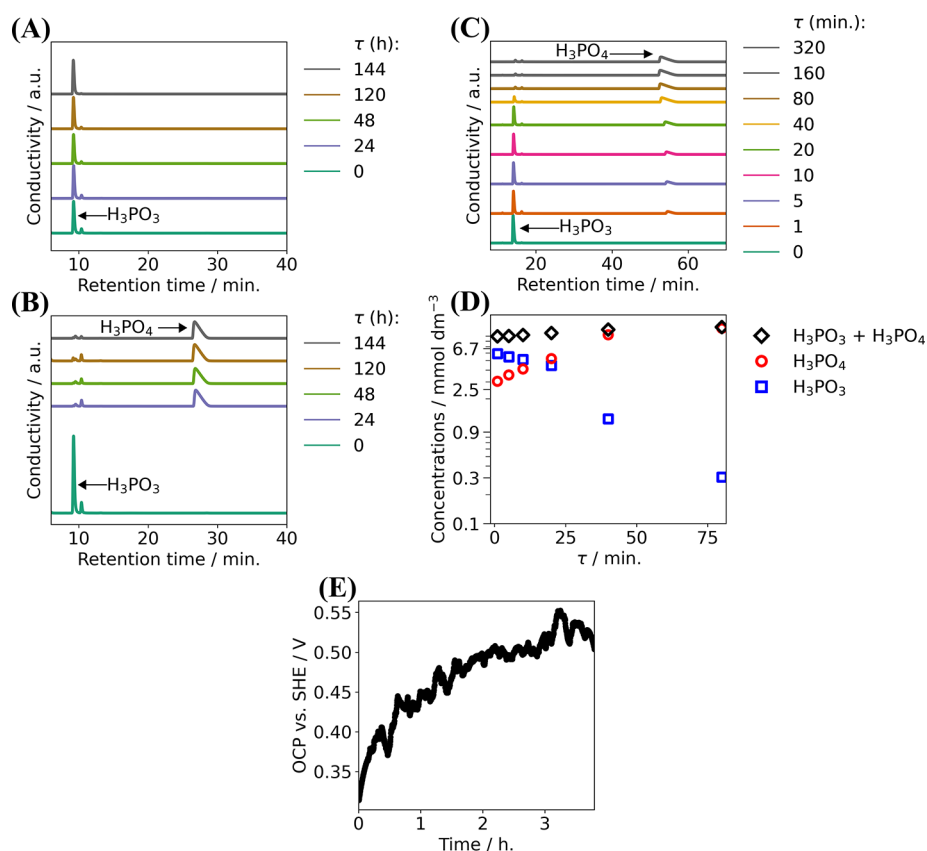 (A)
Conductivity / a.u.
H₃PO₃
10 20 30 40
Retention time / min.
τ (h):
144
120
48
24
0
(B)
Conductivity / a.u.
H₃PO₄
H₃PO₃
10 20 30 40
Retention time / min.
τ (h):
144
120
48
24
0
(C)
Conductivity / a.u.
H₃PO₄
H₃PO₃
20 40 60
Retention time / min.
τ (min.):
320
160
80
40
20
10
5
1
0
(D)
Concentrations / mmol dm⁻³
6.7
2.5
0.9
0.3
0.1
0 25 50 75
τ / min.
H₃PO₃ + H₃PO₄
H₃PO₄
H₃PO₃
(E)
OCP vs. SHE / V
0.55
0.50
0.45
0.40
0.35
0 1 2 3
Time / h.